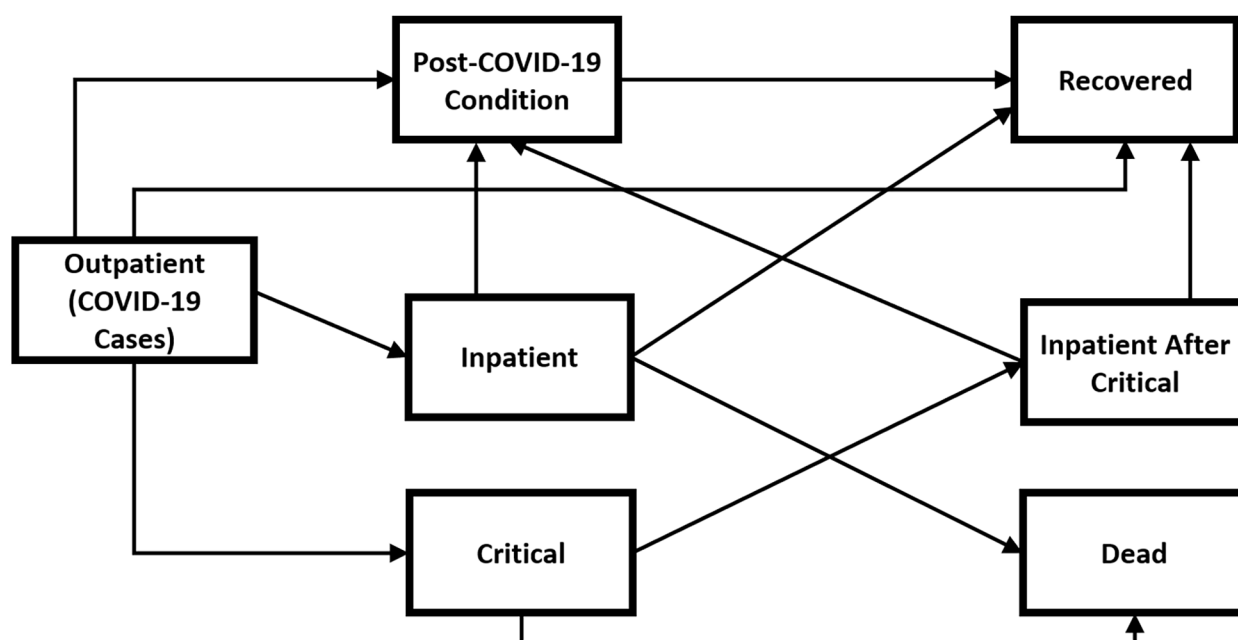 Post-COVID-19
Condition
Recovered
Outpatient
(COVID-19
Cases)
Inpatient
Inpatient After
Critical
Critical
Dead